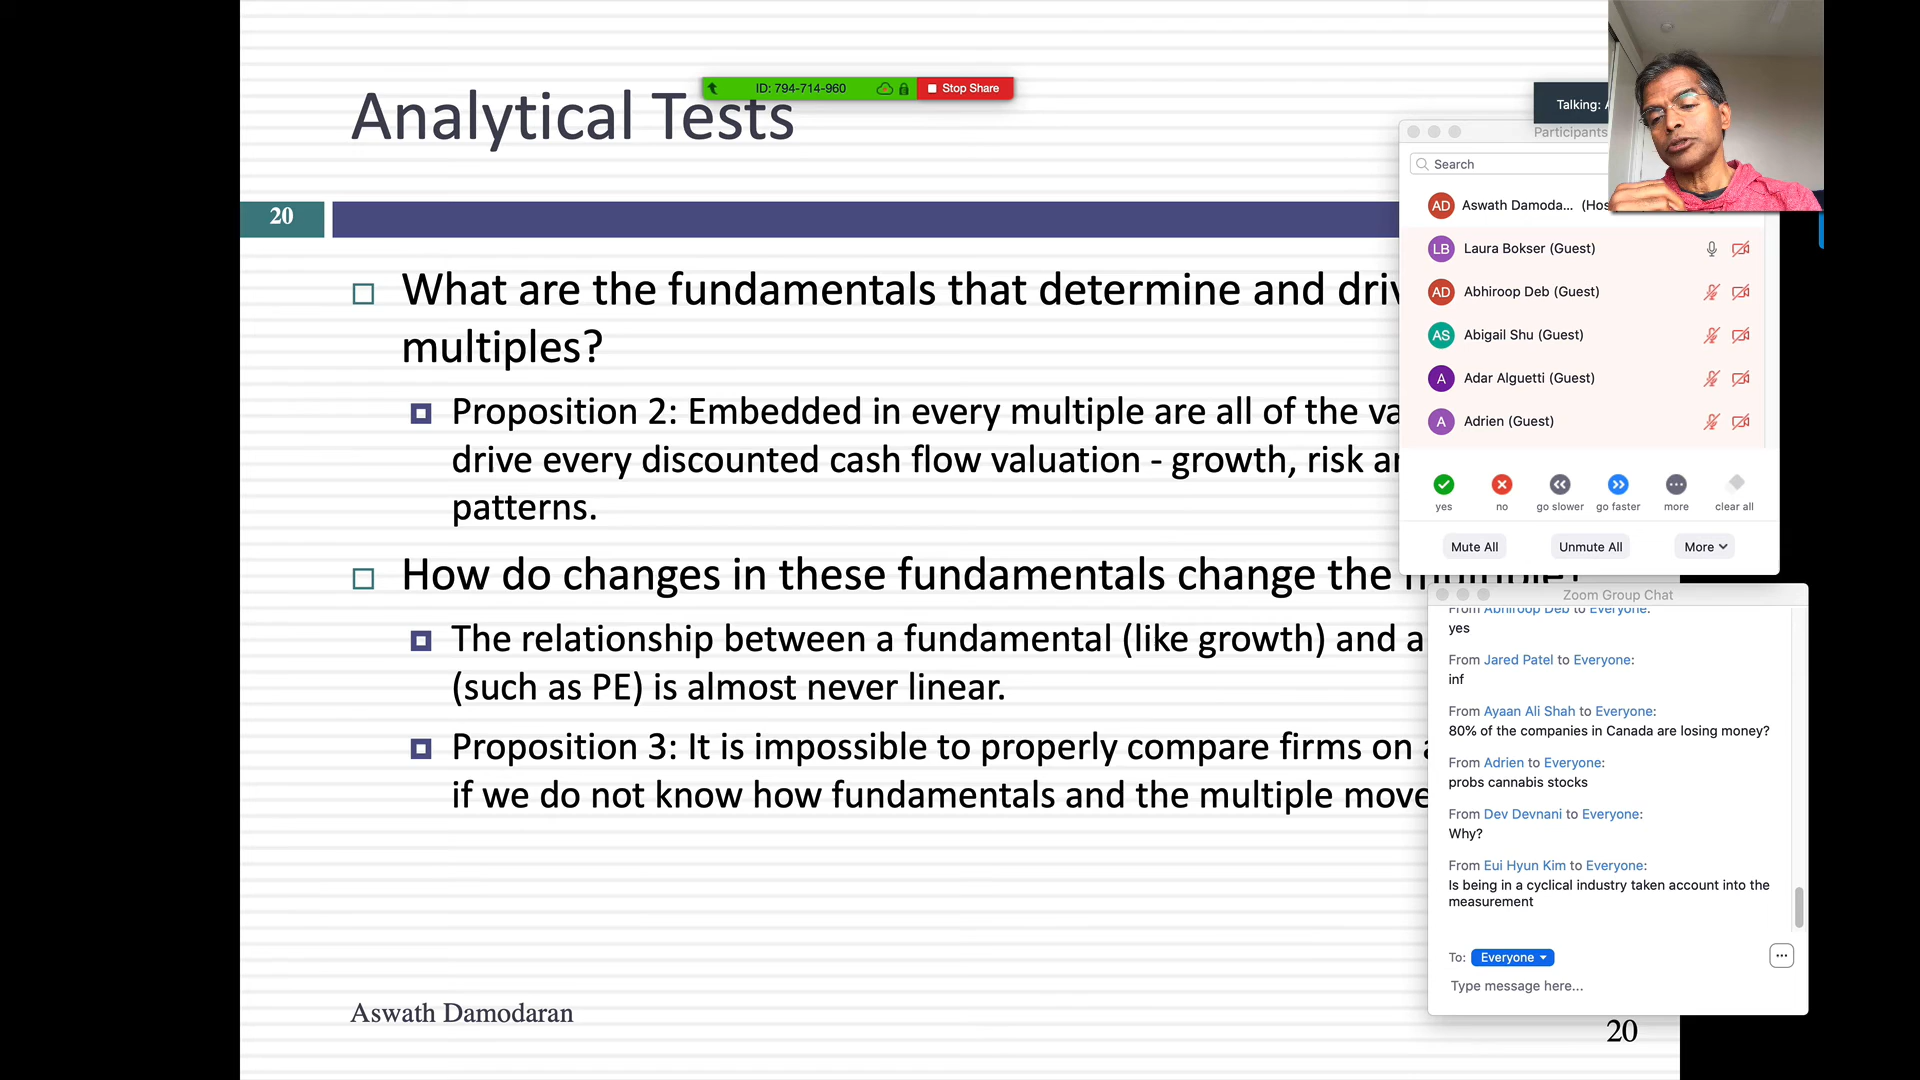 Analytical Tests
ID: 794-714-960
Stop Share
Talking:
Participants
Search
20
AD Aswath Damoda...
LB Laura Bokser (Guest)
AD Abhiroop Deb (Guest)
AS Abigail Shu (Guest)
A Adar Alguetti (Guest)
A Adrien (Guest)
yes no go slower go faster more clear all
Mute All Unmute All More
What are the fundamentals that determine and
multiples?
Proposition 2: Embedded in every multiple are all of the
drive every discounted cash flow valuation - growth, risk
patterns.
How do changes in these fundamentals change the
The relationship between a fundamental (like growth) and a
(such as PE) is almost never linear.
Proposition 3: It is impossible to properly compare firms on
if we do not know how fundamentals and the multiple move
Zoom Group Chat
From Abhiroop Deb to Everyone:
yes
From Jared Patel to Everyone:
inf
From Ayaan Ali Shah to Everyone:
80% of the companies in Canada are losing money?
From Adrien to Everyone:
probs cannabis stocks
From Dev Devnani to Everyone:
Why?
From Eui Hyun Kim to Everyone:
Is being in a cyclical industry taken account into the
measurement
To: Everyone
Type message here...
Aswath Damodaran
20